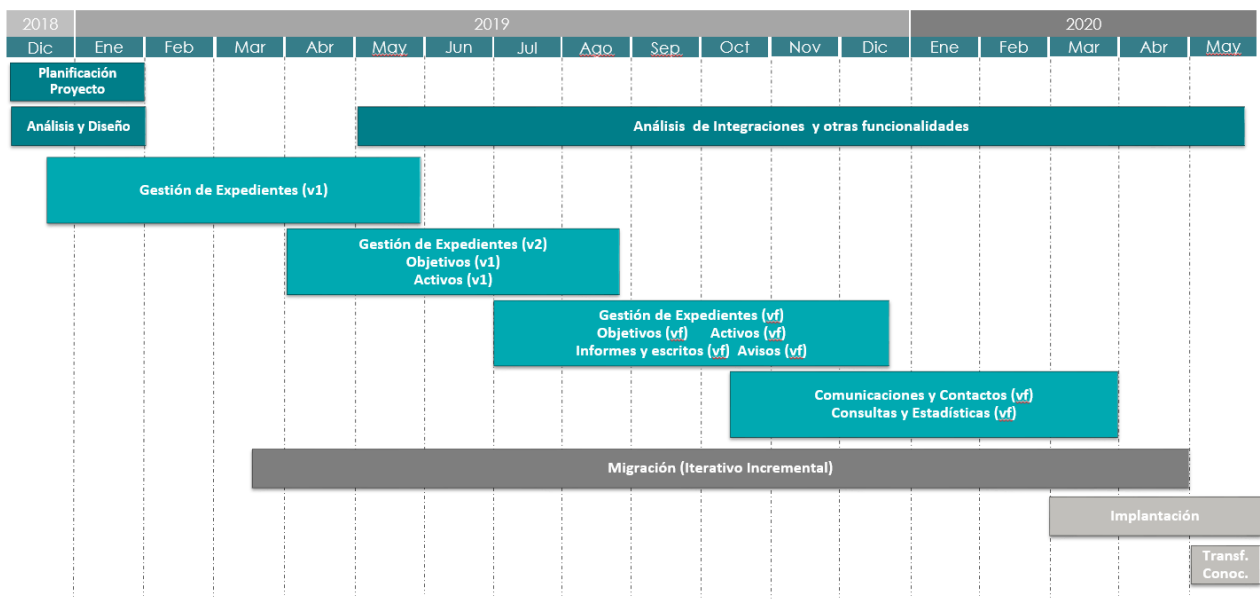 2018 2019 2020
Dic Ene Feb Mar Abr May Jun Jul Ago Sep Oct Nov Dic Ene Feb Mar Abr May
Planificación
Proyecto
Análisis y Diseño
Análisis de Integraciones y otras funcionalidades
Gestión de Expedientes (v1)
Gestión de Expedientes (v2)
Objetivos (v1)
Activos (v1)
Gestión de Expedientes (vf)
Objetivos (vf) Activos (vf)
Informes y escritos (vf) Avisos (vf)
Comunicaciones y Contactos (vf)
Consultas y Estadísticas (vf)
Migración (Iterativo Incremental)
Implantación
Transf.
Conoc.